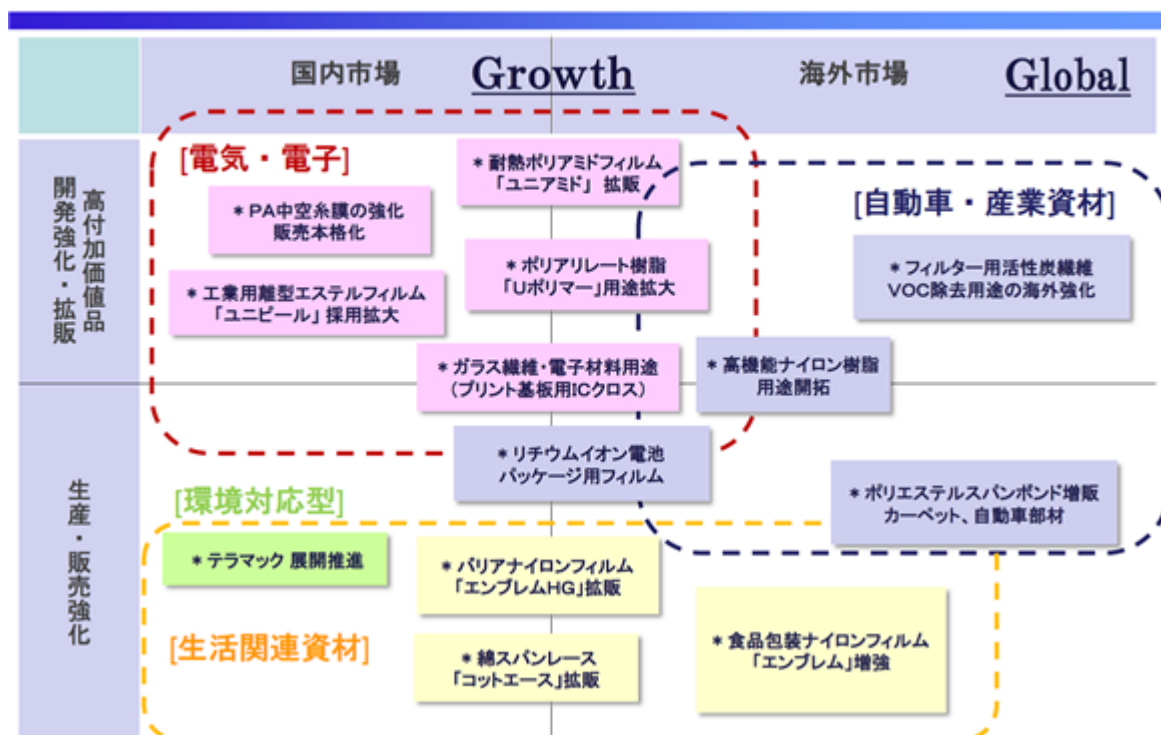 国内市場
Growth
海外市場
Global
高付加価値品
開発強化・拡販
[電気・電子]
＊耐熱ポリアミドフィルム
「ユニアミド」 拡販
[自動車・産業資材]
＊PA中空糸膜の強化
販売本格化
＊ポリアリレート樹脂
「Uポリマー」用途拡大
＊フィルター用活性炭繊維
VOC除去用途の海外強化
＊工業用離型エステルフィルム
「ユニピール」 採用拡大
＊ガラス繊維・電子材料用途
(プリント基板用ICクロス)
＊高機能ナイロン樹脂
用途開拓
生産・販売強化
＊リチウムイオン電池
パッケージ用フィルム
＊ポリエステルスパンボンド増販
カーペット、自動車部材
[環境対応型]
＊テラマック 展開推進
＊バリアナイロンフィルム
「エンブレムHG」拡販
[生活関連資材]
＊綿スパンレース
「コットエース」拡販
＊食品包装ナイロンフィルム
「エンブレム」増強